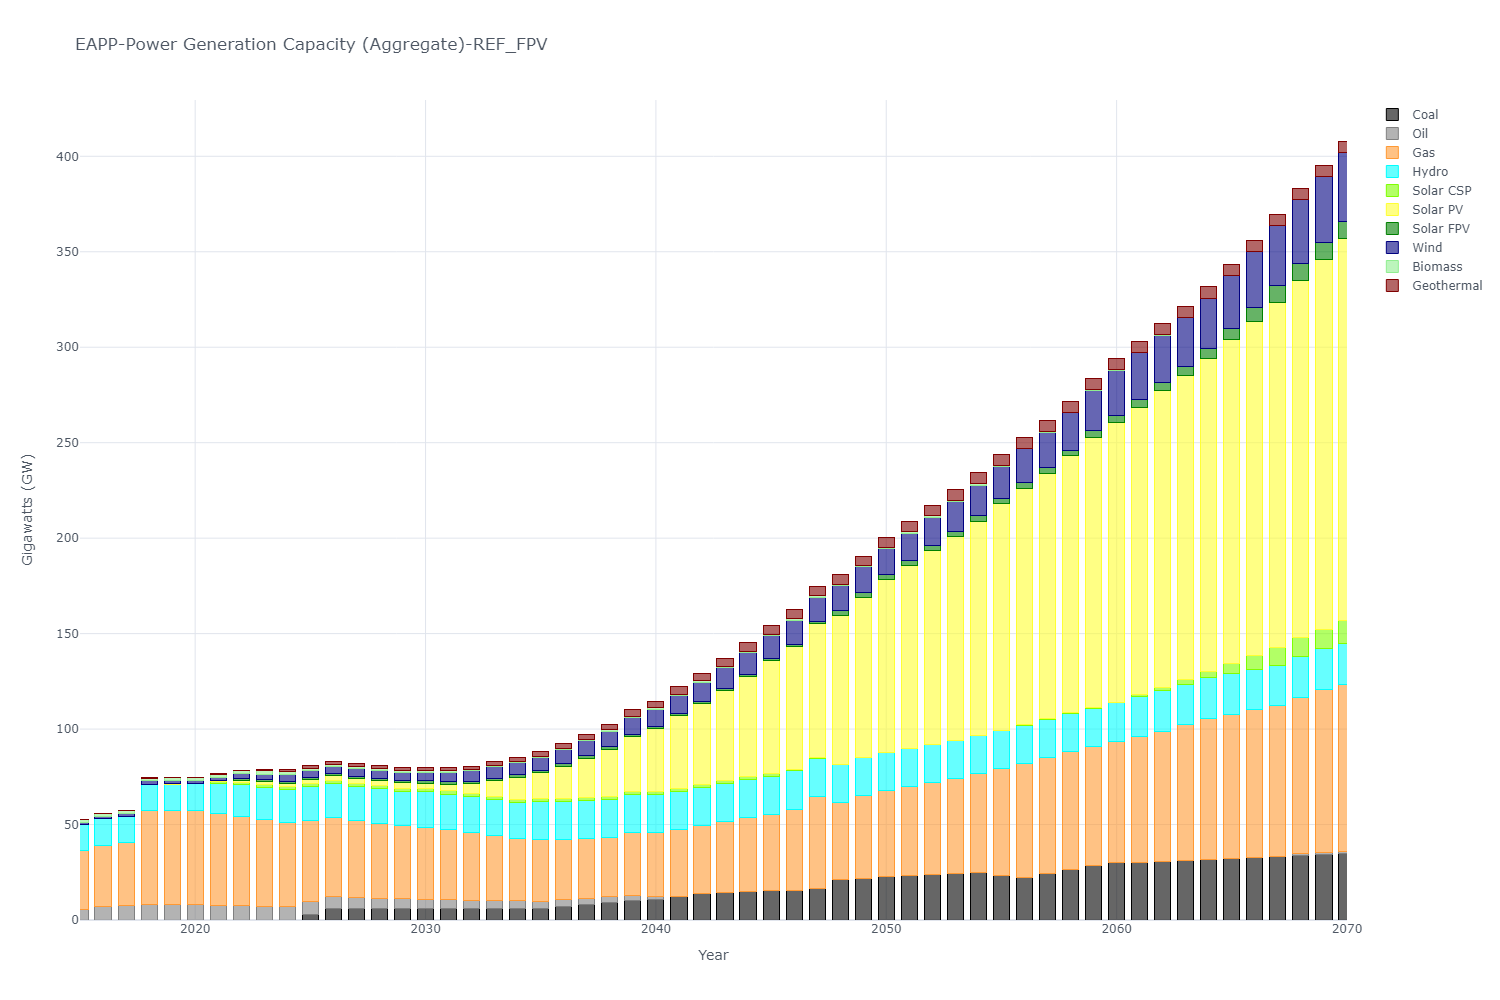 EAPP-Power Generation Capacity (Aggregate)-REF_FPV
Coal
Oil
Gas
Hydro
Solar CSP
Solar PV
Solar FPV
Wind
Biomass
Geothermal
400
350
300
250
200
150
100
50
0
Gigawatts (GW)
2020
2030
2040
2050
2060
2070
Year